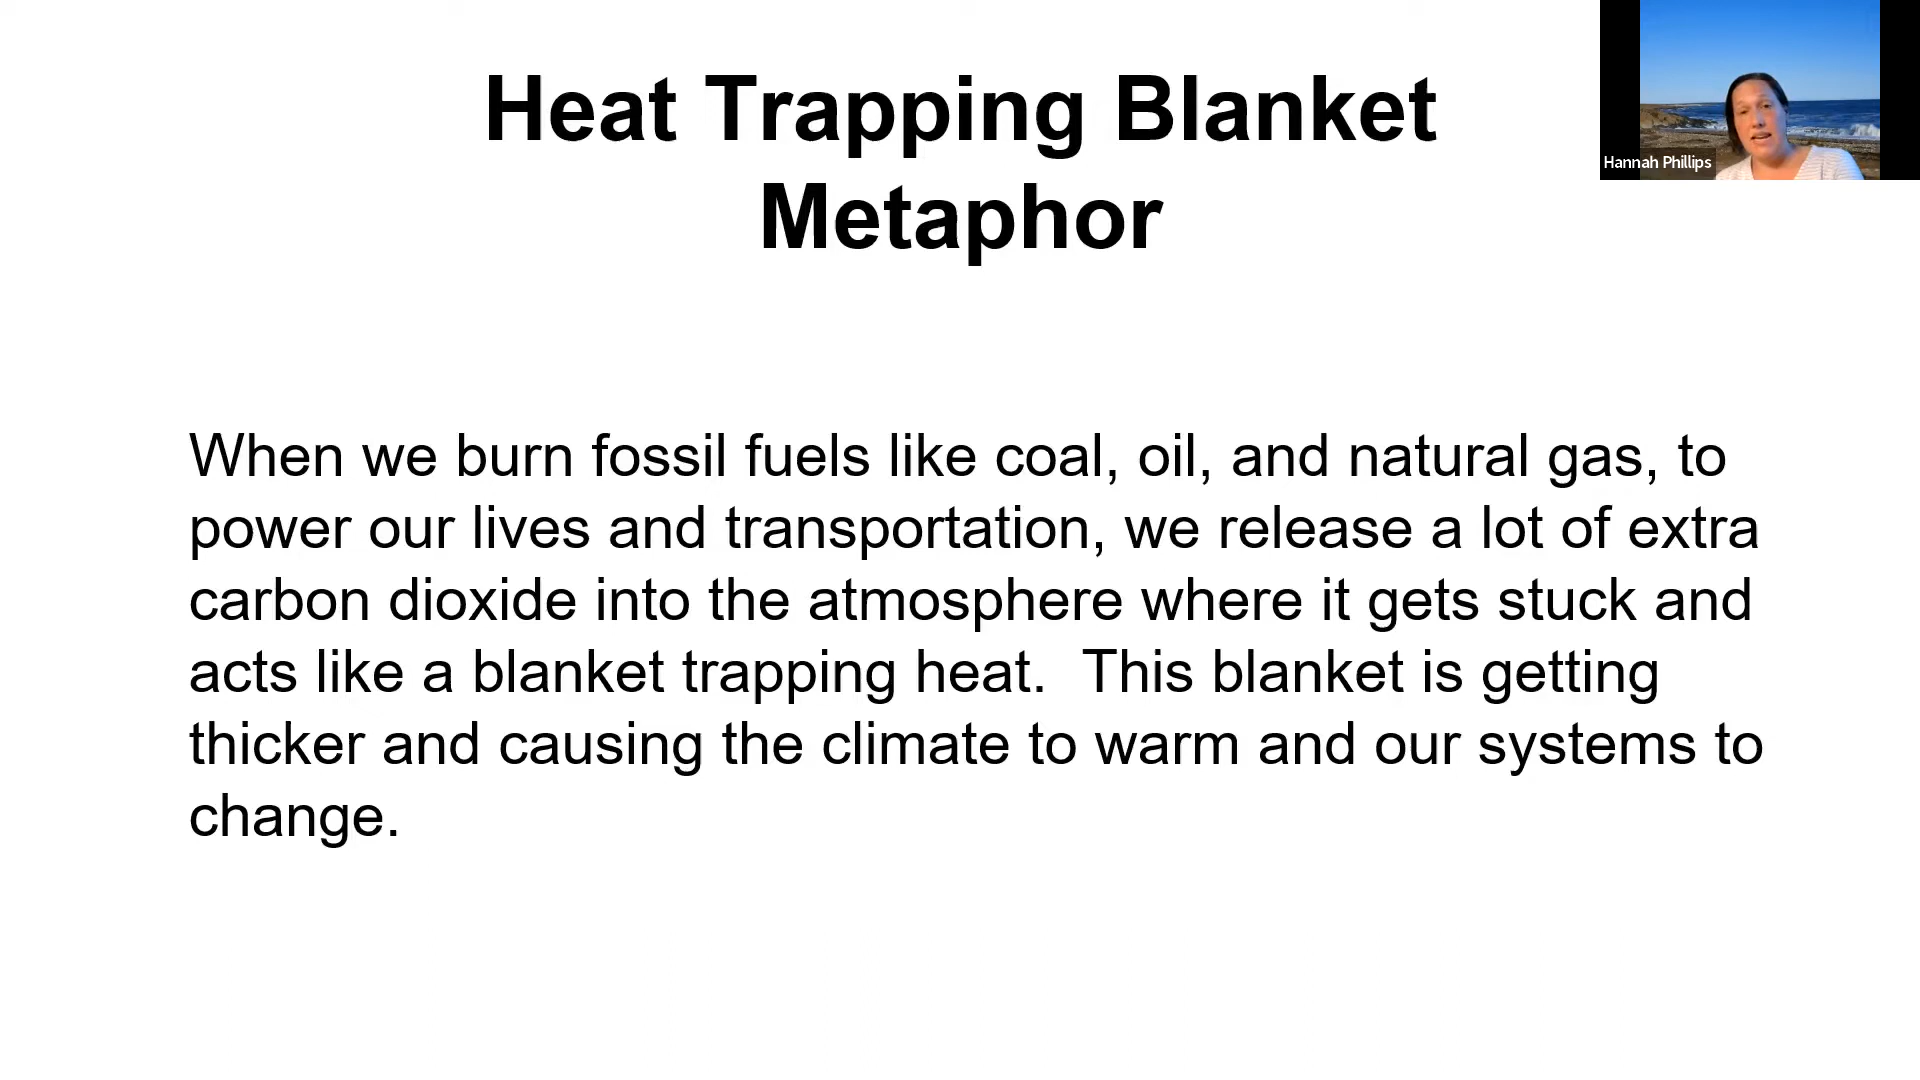 Heat Trapping Blanket
Metaphor
Hannah Phillips
When we burn fossil fuels like coal, oil, and natural gas, to
power our lives and transportation, we release a lot of extra
carbon dioxide into the atmosphere where it gets stuck and
acts like a blanket trapping heat.  This blanket is getting
thicker and causing the climate to warm and our systems to
change.